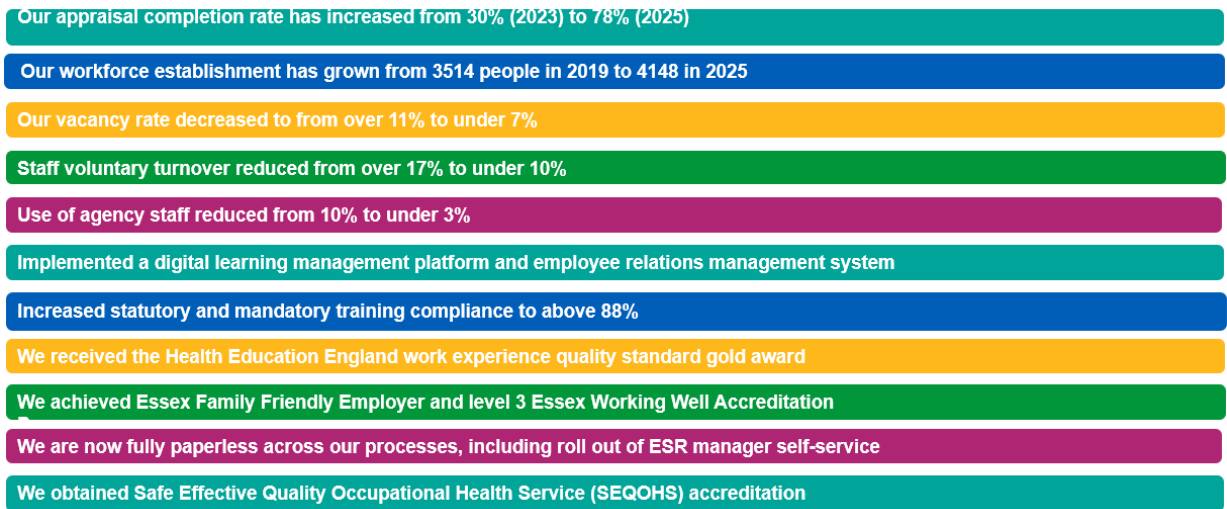 Our appraisal completion rate has increased from 30% (2023) to 78% (2025)
Our workforce establishment has grown from 3514 people in 2019 to 4148 in 2025
Our vacancy rate decreased to from over 11% to under 7%
Staff voluntary turnover reduced from over 17% to under 10%
Use of agency staff reduced from 10% to under 3%
Implemented a digital learning management platform and employee relations management system
Increased statutory and mandatory training compliance to above 88%
We received the Health Education England work experience quality standard gold award
We achieved Essex Family Friendly Employer and level 3 Essex Working Well Accreditation
We are now fully paperless across our processes, including roll out of ESR manager self-service
We obtained Safe Effective Quality Occupational Health Service (SEQOHS) accreditation